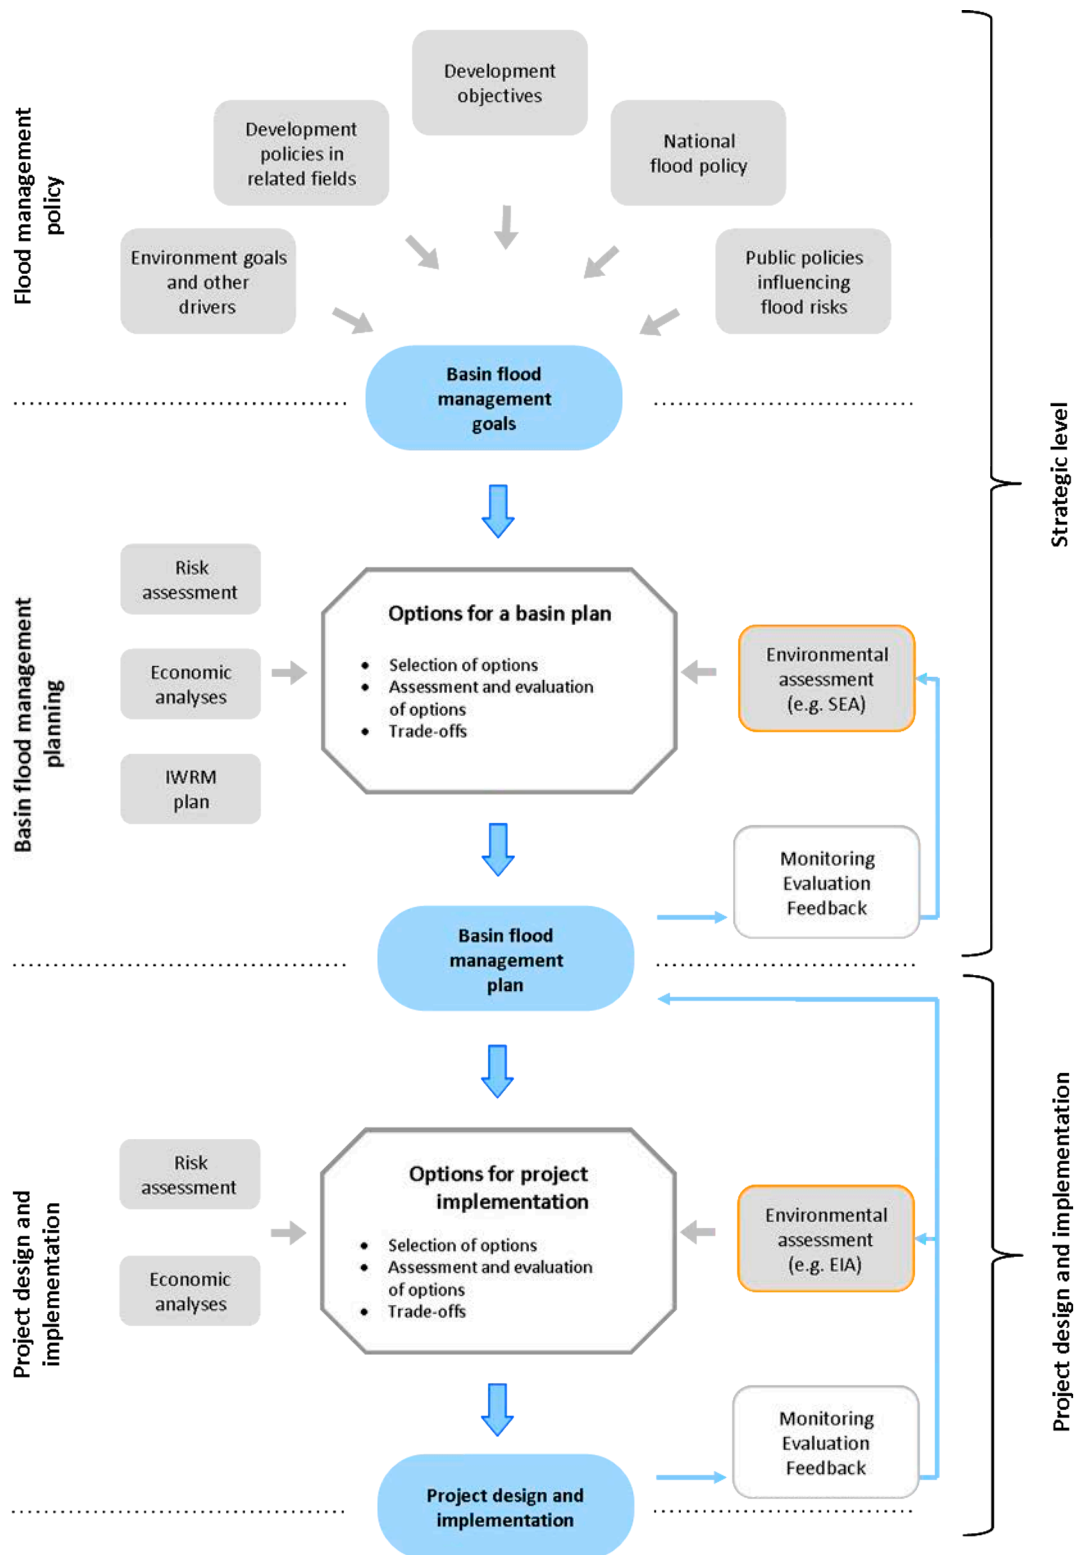 Flood management
policy
Development
objectives
Development
policies in
related fields
National
flood policy
Environment goals
and other
drivers
Public policies
influencing
flood risks
Basin flood
management
goals
Strategic level
Basin flood management
planning
Risk
assessment
Economic
analyses
IWRM
plan
Options for a basin plan
• Selection of options
• Assessment and evaluation
of options
• Trade-offs
Environmental
assessment
(e.g. SEA)
Monitoring
Evaluation
Feedback
Basin flood
management
plan
Project design and
implementation
Risk
assessment
Economic
analyses
Options for project
implementation
• Selection of options
• Assessment and evaluation
of options
• Trade-offs
Environmental
assessment
(e.g. EIA)
Monitoring
Evaluation
Feedback
Project design and implementation
Project design and
implementation